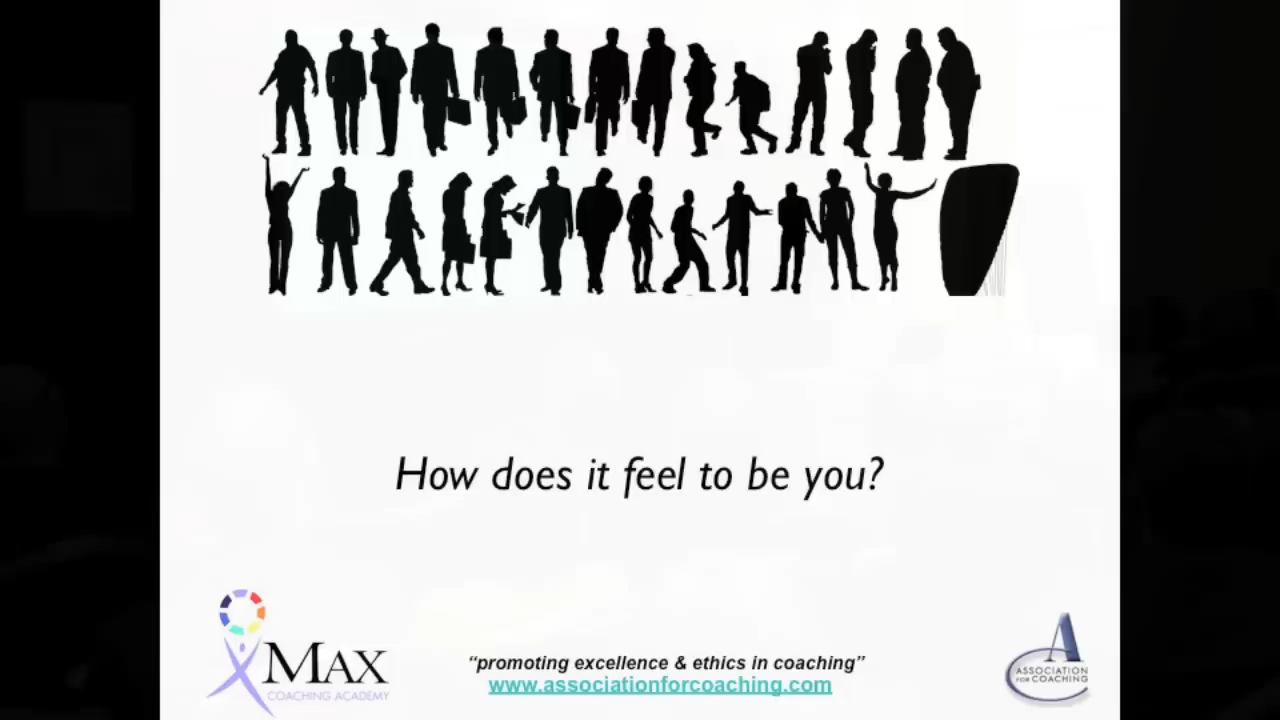 How does it feel to be you?
MAX
COACHING ACADEMY
“promoting excellence & ethics in coaching”
www.associationforcoaching.com
A
ASSOCIATION
FOR COACHING